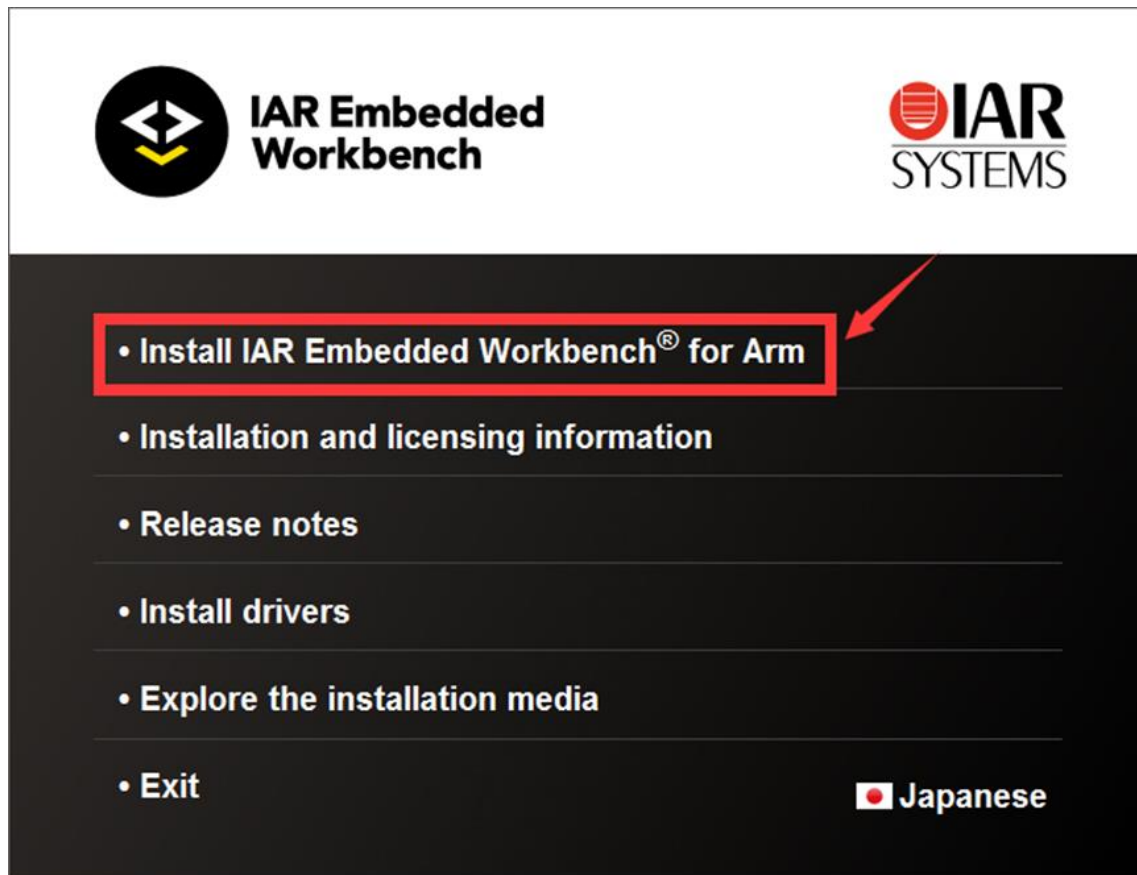 IAR Embedded
Workbench
IAR
SYSTEMS
• Install IAR Embedded Workbench® for Arm
• Installation and licensing information
• Release notes
• Install drivers
• Explore the installation media
• Exit
Japanese